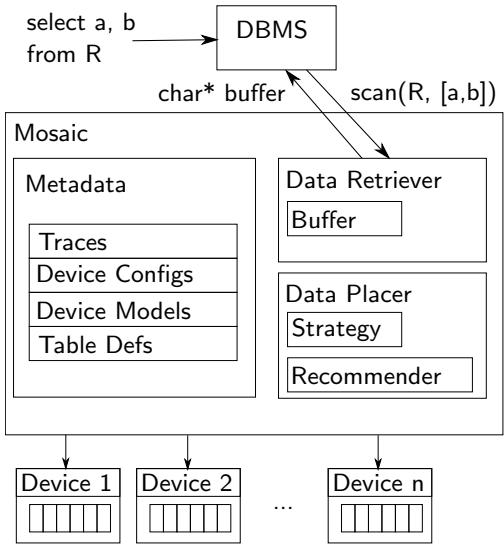 select a, b
from R
DBMS
char* buffer
scan(R, [a,b])
Mosaic
Metadata
Traces
Device Configs
Device Models
Table Defs
Data Retriever
Buffer
Data Placer
Strategy
Recommender
Device 1
Device 2
...
Device n